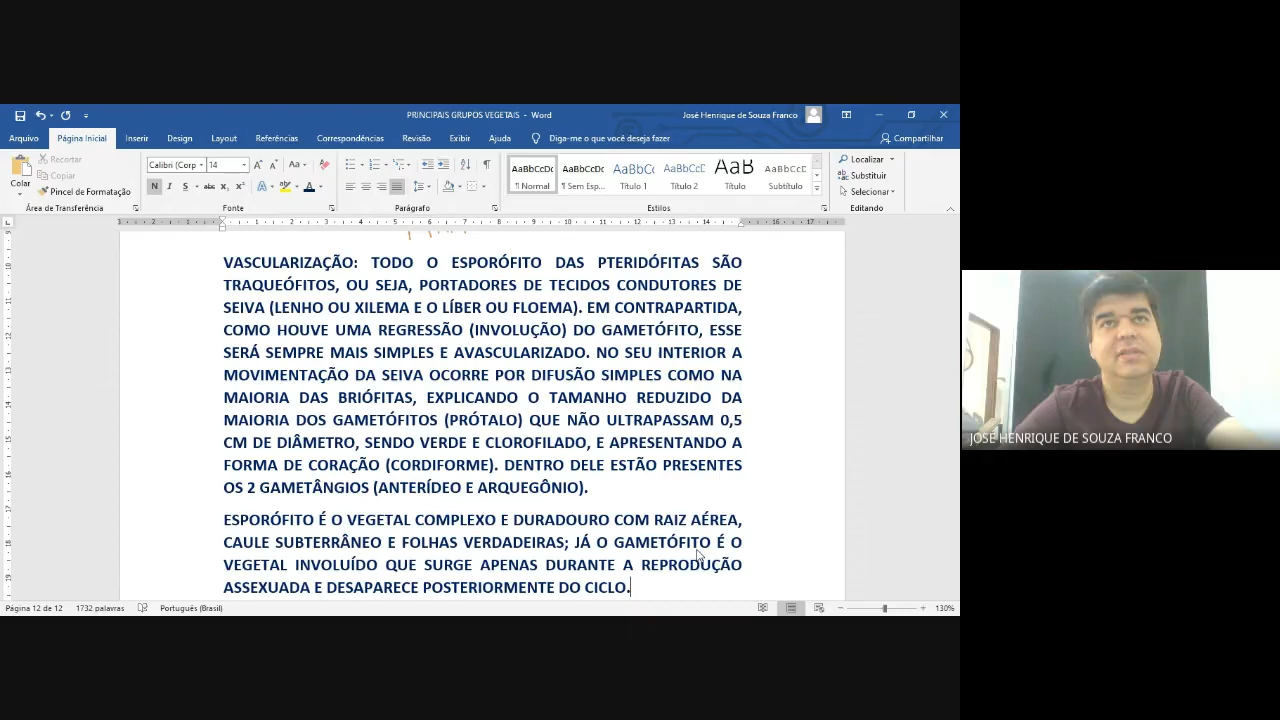 PRINCIPAIS GRUPOS VEGETAIS - Word
José Henrique de Souza Franco
Arquivo
Página Inicial
Inserir
Design
Layout
Referências
Correspondências
Revisão
Exibir
Ajuda
Diga-me o que você deseja fazer
Compartilhar
Colar
Recortar
Copiar
Pincel de Formatação
Área de Transferência
Calibri (Corp
14
N I S abc x₂ x²
Fonte
Parágrafo
AaBbCcDc
¶ Normal
AaBbCcDc
¶ Sem Esp...
AaBbCc
Título 1
AaBbCcD
Título 2
AaB
Título
AaBbCcD
Subtítulo
Estilos
Localizar
Substituir
Selecionar
Editando
VASCULARIZAÇÃO: TODO O ESPORÓFITO DAS PTERIDÓFITAS SÃO
TRAQUEÓFITOS, OU SEJA, PORTADORES DE TECIDOS CONDUTORES DE
SEIVA (LENHO OU XILEMA E O LÍBER OU FLOEMA). EM CONTRAPARTIDA,
COMO HOUVE UMA REGRESSÃO (INVOLUÇÃO) DO GAMETÓFITO, ESSE
SERÁ SEMPRE MAIS SIMPLES E AVASCULARIZADO. NO SEU INTERIOR A
MOVIMENTAÇÃO DA SEIVA OCORRE POR DIFUSÃO SIMPLES COMO NA
MAIORIA DAS BRIÓFITAS, EXPLICANDO O TAMANHO REDUZIDO DA
MAIORIA DOS GAMETÓFITOS (PRÓTALO) QUE NÃO ULTRAPASSAM 0,5
CM DE DIÂMETRO, SENDO VERDE E CLOROFILADO, E APRESENTANDO A
FORMA DE CORAÇÃO (CORDIFORME). DENTRO DELE ESTÃO PRESENTES
OS 2 GAMETÂNGIOS (ANTERÍDEO E ARQUEGÔNIO).
ESPORÓFITO É O VEGETAL COMPLEXO E DURADOURO COM RAIZ AÉREA,
CAULE SUBTERRÂNEO E FOLHAS VERDADEIRAS; JÁ O GAMETÓFITO É O
VEGETAL INVOLUÍDO QUE SURGE APENAS DURANTE A REPRODUÇÃO
ASSEXUADA E DESAPARECE POSTERIORMENTE DO CICLO.
Página 12 de 12
1732 palavras
Português (Brasil)
130%
JOSÉ HENRIQUE DE SOUZA FRANCO